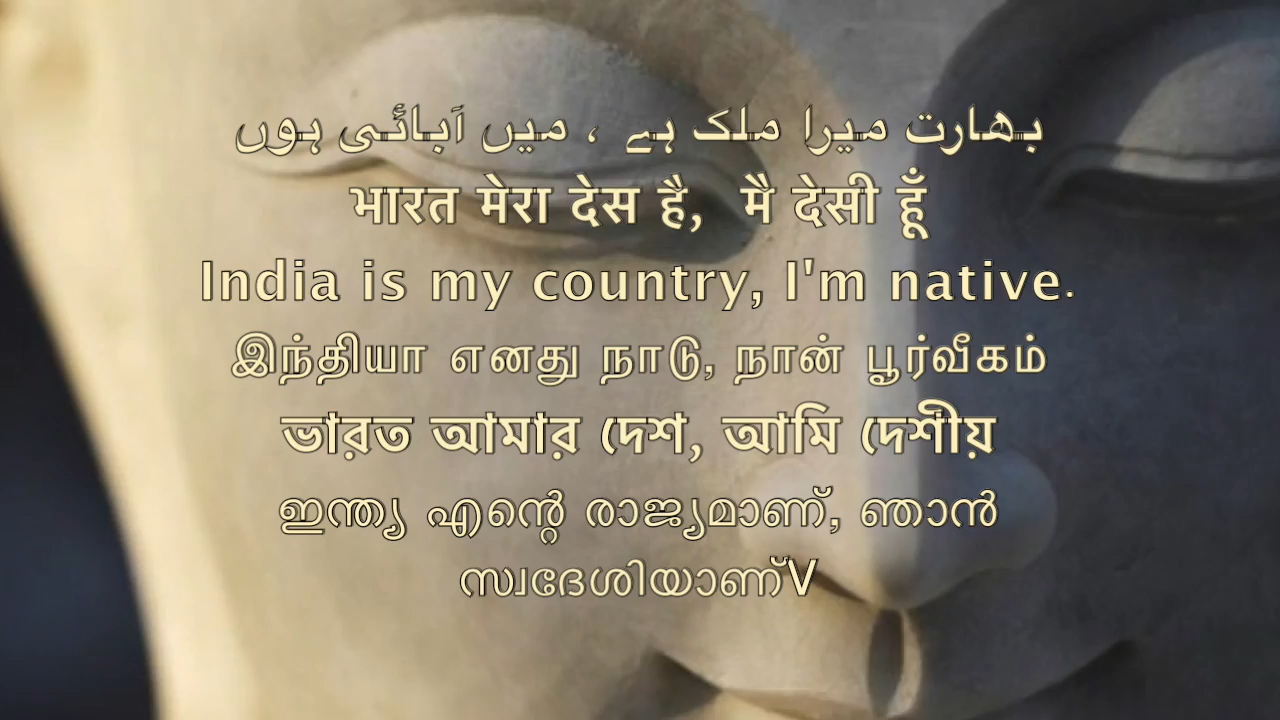 بھارت میرا ملک ہے ، میں آبائی ہوں
भारत मेरा देस है, मै देसी हूँ
India is my country, I'm native.
இந்தியா எனது நாடு, நான் பூர்வீகம்
ভারত আমার দেশ, আমি দেশীয়
ഇന്ത്യ എന്റെ രാജ്യമാണ്, ഞാൻ
സ്വദേശിയാണ്V